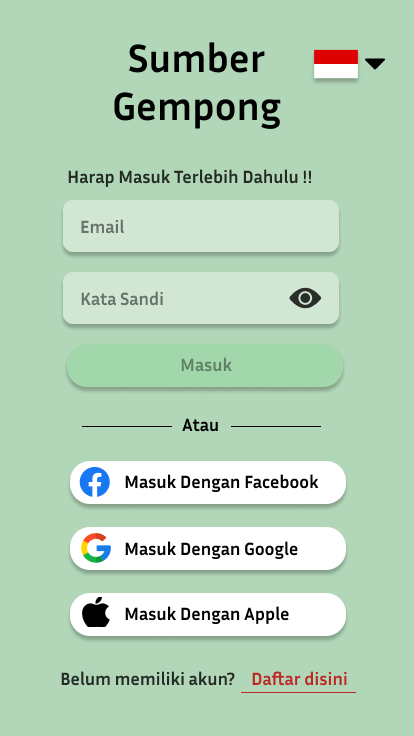 Sumber
Gempong
Harap Masuk Terlebih Dahulu !!
Email
Kata Sandi
Masuk
Atau
Masuk Dengan Facebook
Masuk Dengan Google
Masuk Dengan Apple
Belum memiliki akun? Daftar disini